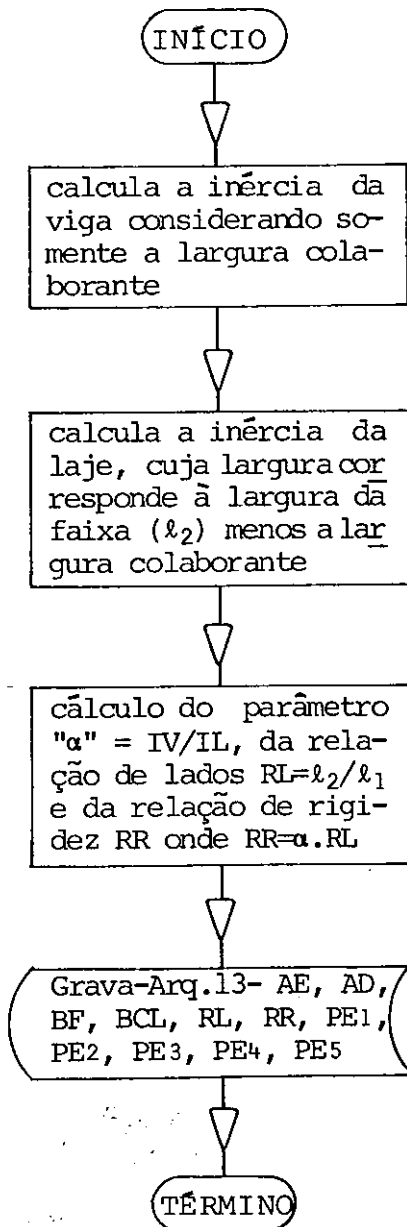 INÍCIO
calcula a inércia da
viga considerando so-
mente a largura cola-
borante
calcula a inércia da
laje, cuja largura cor
responde à largura da
faixa (ℓ₂) menos a lar
gura colaborante
cálculo do parâmetro
"α" = IV/IL, da rela-
ção de lados RL=ℓ₂/ℓ₁
e da relação de rigi-
dez RR onde RR=α.RL
Grava-Arq.13- AE, AD,
BF, BCL, RL, RR, PE1,
PE2, PE3, PE4, PE5
TÉRMINO